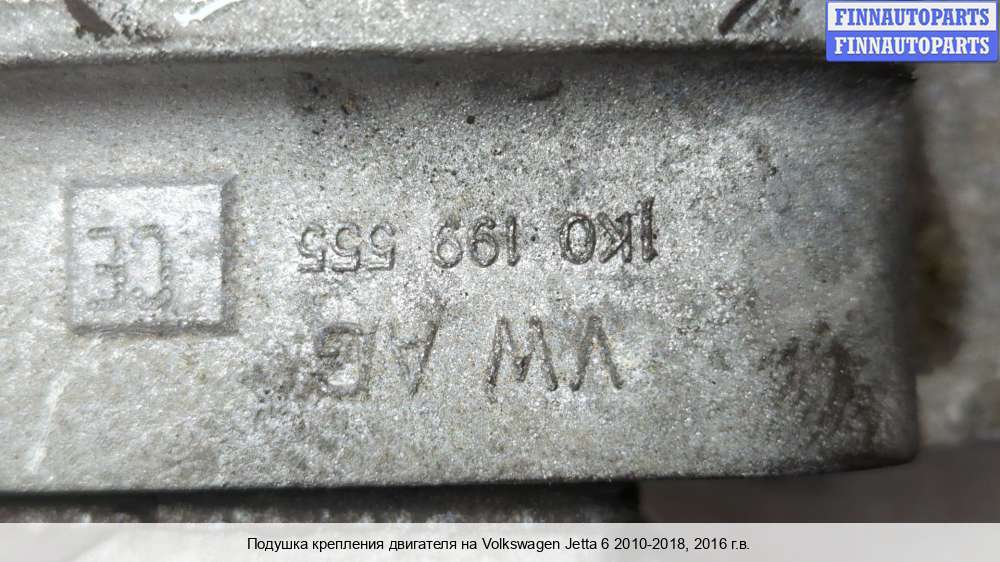 FINNAUTOPARTS
FINNAUTOPARTS
VW AG
1K0 199 555
CE
Подушка крепления двигателя на Volkswagen Jetta 6 2010-2018, 2016 г.в.